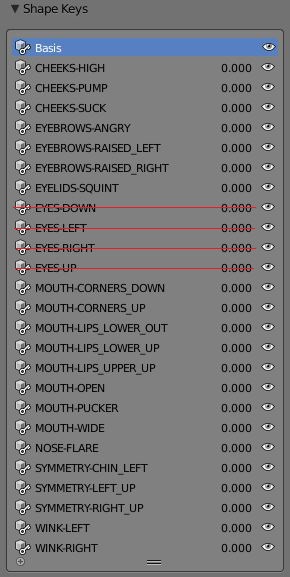 Shape Keys
Basis
CHEEKS-HIGH 0.000
CHEEKS-PUMP 0.000
CHEEKS-SUCK 0.000
EYEBROWS-ANGRY 0.000
EYEBROWS-RAISED_LEFT 0.000
EYEBROWS-RAISED_RIGHT 0.000
EYELIDS-SQUINT 0.000
EYES-DOWN 0.000
EYES-LEFT 0.000
EYES-RIGHT 0.000
EYES-UP 0.000
MOUTH-CORNERS_DOWN 0.000
MOUTH-CORNERS_UP 0.000
MOUTH-LIPS_LOWER_OUT 0.000
MOUTH-LIPS_LOWER_UP 0.000
MOUTH-LIPS_UPPER_UP 0.000
MOUTH-OPEN 0.000
MOUTH-PUCKER 0.000
MOUTH-WIDE 0.000
NOSE-FLARE 0.000
SYMMETRY-CHIN_LEFT 0.000
SYMMETRY-LEFT_UP 0.000
SYMMETRY-RIGHT_UP 0.000
WINK-LEFT 0.000
WINK-RIGHT 0.000